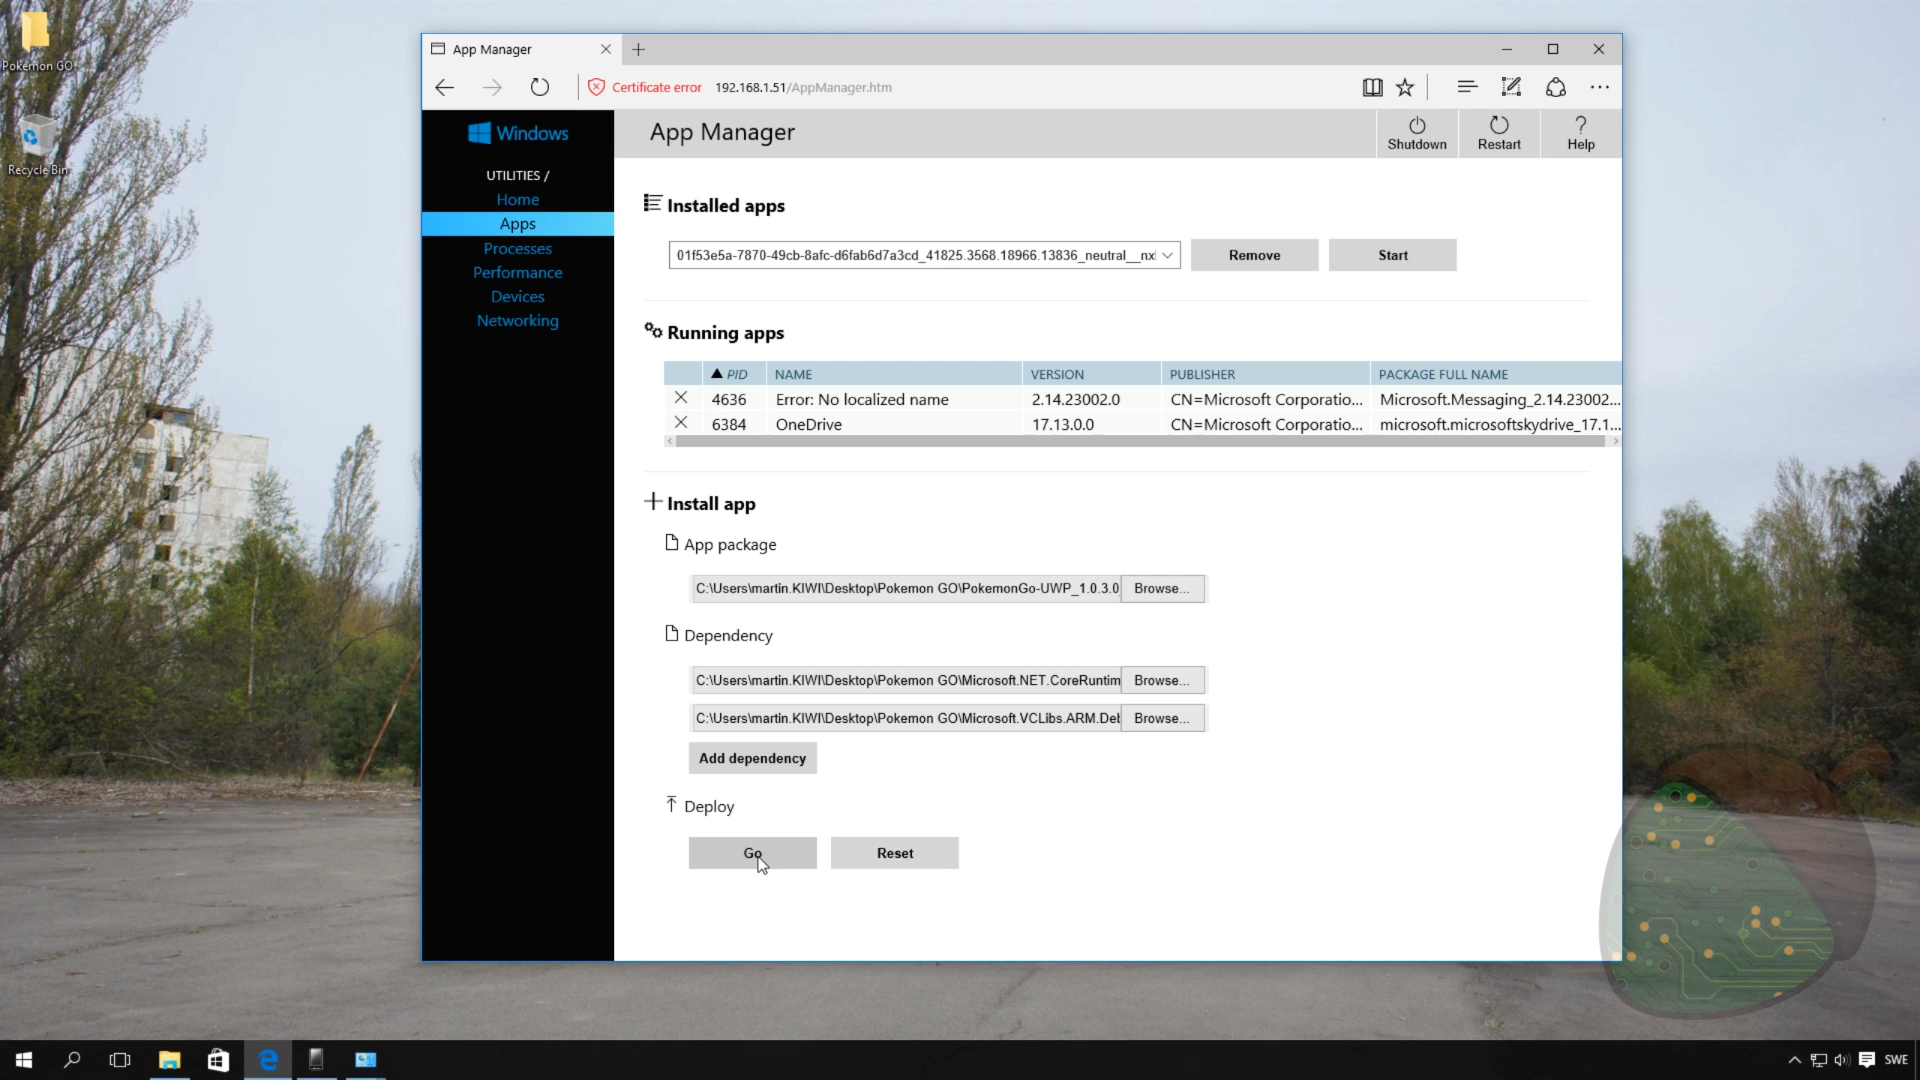 Pokemon GO
Recycle Bin
App Manager
Certificate error 192.168.1.51/AppManager.htm
Windows
App Manager
Shutdown
Restart
?
Help
UTILITIES /
Home
Apps
Processes
Performance
Devices
Networking
Installed apps
01f53e5a-7870-49cb-8afc-d6fab6d7a3cd_41825.3568.18966.13836_neutral__nx
Remove
Start
Running apps
PID NAME VERSION PUBLISHER PACKAGE FULL NAME
4636 Error: No localized name 2.14.23002.0 CN=Microsoft Corporatio... Microsoft.Messaging_2.14.23002...
6384 OneDrive 17.13.0.0 CN=Microsoft Corporatio... microsoft.microsoftskydrive_17.1...
Install app
App package
C:\Users\martin.KIWI\Desktop\Pokemon GO\PokemonGo-UWP_1.0.3.0 Browse...
Dependency
C:\Users\martin.KIWI\Desktop\Pokemon GO\Microsoft.NET.CoreRuntim Browse...
C:\Users\martin.KIWI\Desktop\Pokemon GO\Microsoft.VCLibs.ARM.Deb Browse...
Add dependency
Deploy
Go
Reset
SWE